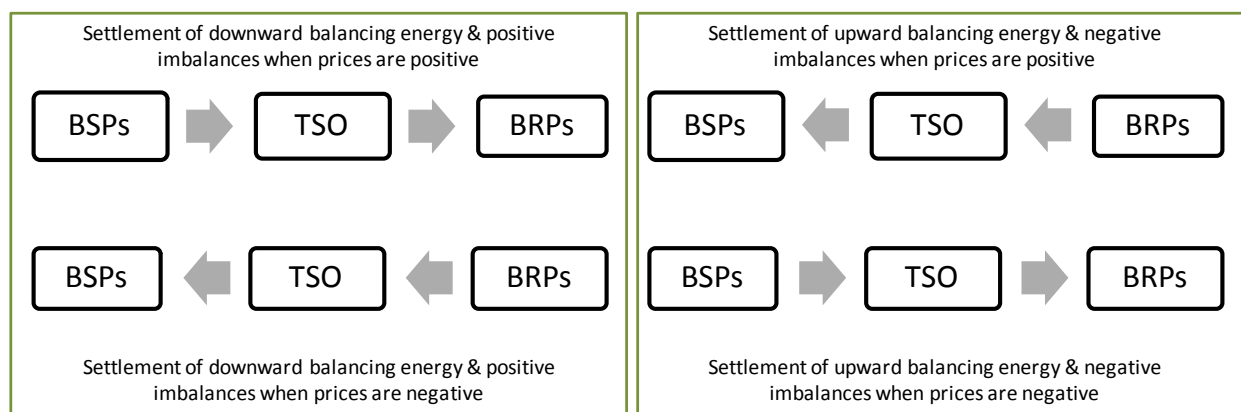 Settlement of downward balancing energy & positive
imbalances when prices are positive
BSPs
TSO
BRPs
BSPs
TSO
BRPs
Settlement of downward balancing energy & positive
imbalances when prices are negative
Settlement of upward balancing energy & negative
imbalances when prices are positive
BSPs
TSO
BRPs
BSPs
TSO
BRPs
Settlement of upward balancing energy & negative
imbalances when prices are negative